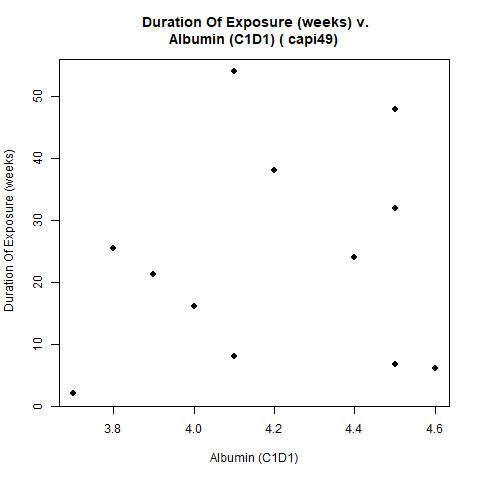 Duration Of Exposure (weeks) v.
Albumin (C1D1) ( capi49)
Duration Of Exposure (weeks)
50
40
30
20
10
0
3.8 4.0 4.2 4.4 4.6
Albumin (C1D1)